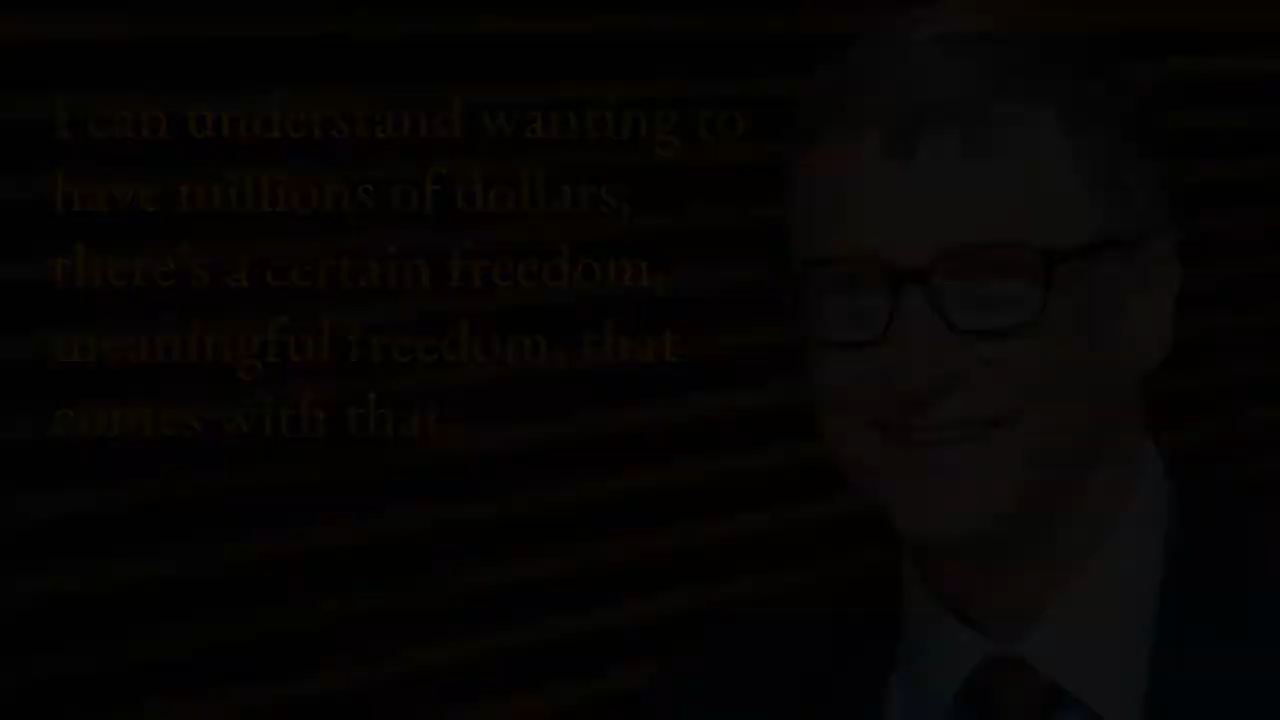 I can understand wanting to
have millions of dollars,
there's a certain freedom,
meaningful freedom, that
comes with that